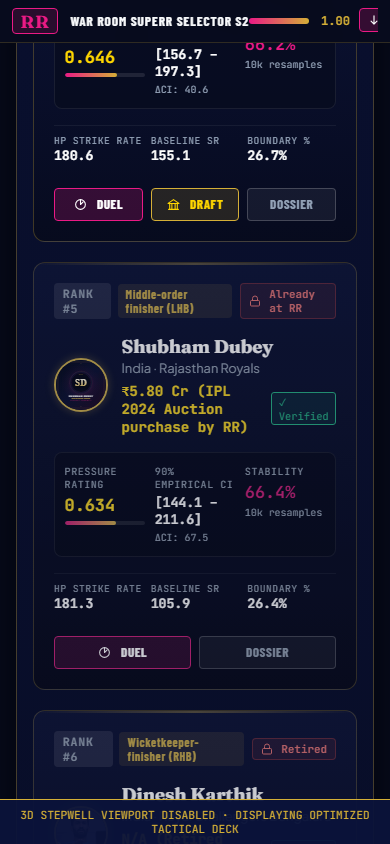 RR WAR ROOM SUPERR SELECTOR S2 1.00 ↓
0.646 [156.7 – 66.2%
197.3] 10k resamples
ΔCI: 40.6
HP STRIKE RATE BASELINE SR BOUNDARY %
180.6 155.1 26.7%
DUEL DRAFT DOSSIER
RANK #5
Middle-order finisher (LHB)
Already at RR
SD
Shubham Dubey
India · Rajasthan Royals
₹5.80 Cr (IPL
2024 Auction
purchase by RR)
✓ Verified
PRESSURE RATING
0.634
90% EMPIRICAL CI
[144.1 –
211.6]
ΔCI: 67.5
STABILITY
66.4%
10k resamples
HP STRIKE RATE BASELINE SR BOUNDARY %
181.3 105.9 26.4%
DUEL DOSSIER
RANK #6
Wicketkeeper-finisher (RHB)
Retired
Dinesh Karthik
3D STEPWELL VIEWPORT DISABLED · DISPLAYING OPTIMIZED
TACTICAL DECK